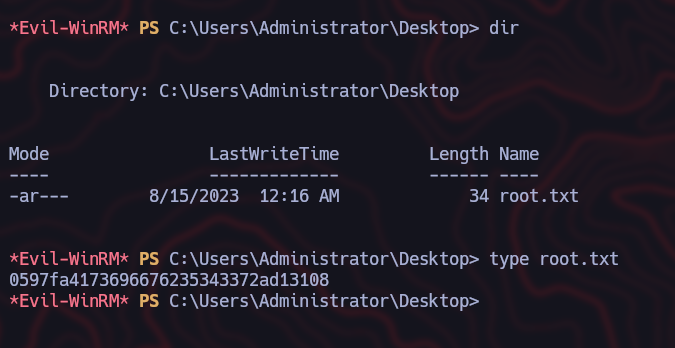 *Evil-WinRM* PS C:\Users\Administrator\Desktop> dir
Directory: C:\Users\Administrator\Desktop
Mode LastWriteTime Length Name
---- ------------- ------ ----
-ar--- 8/15/2023 12:16 AM 34 root.txt
*Evil-WinRM* PS C:\Users\Administrator\Desktop> type root.txt
0597fa4173696676235343372ad13108
*Evil-WinRM* PS C:\Users\Administrator\Desktop>